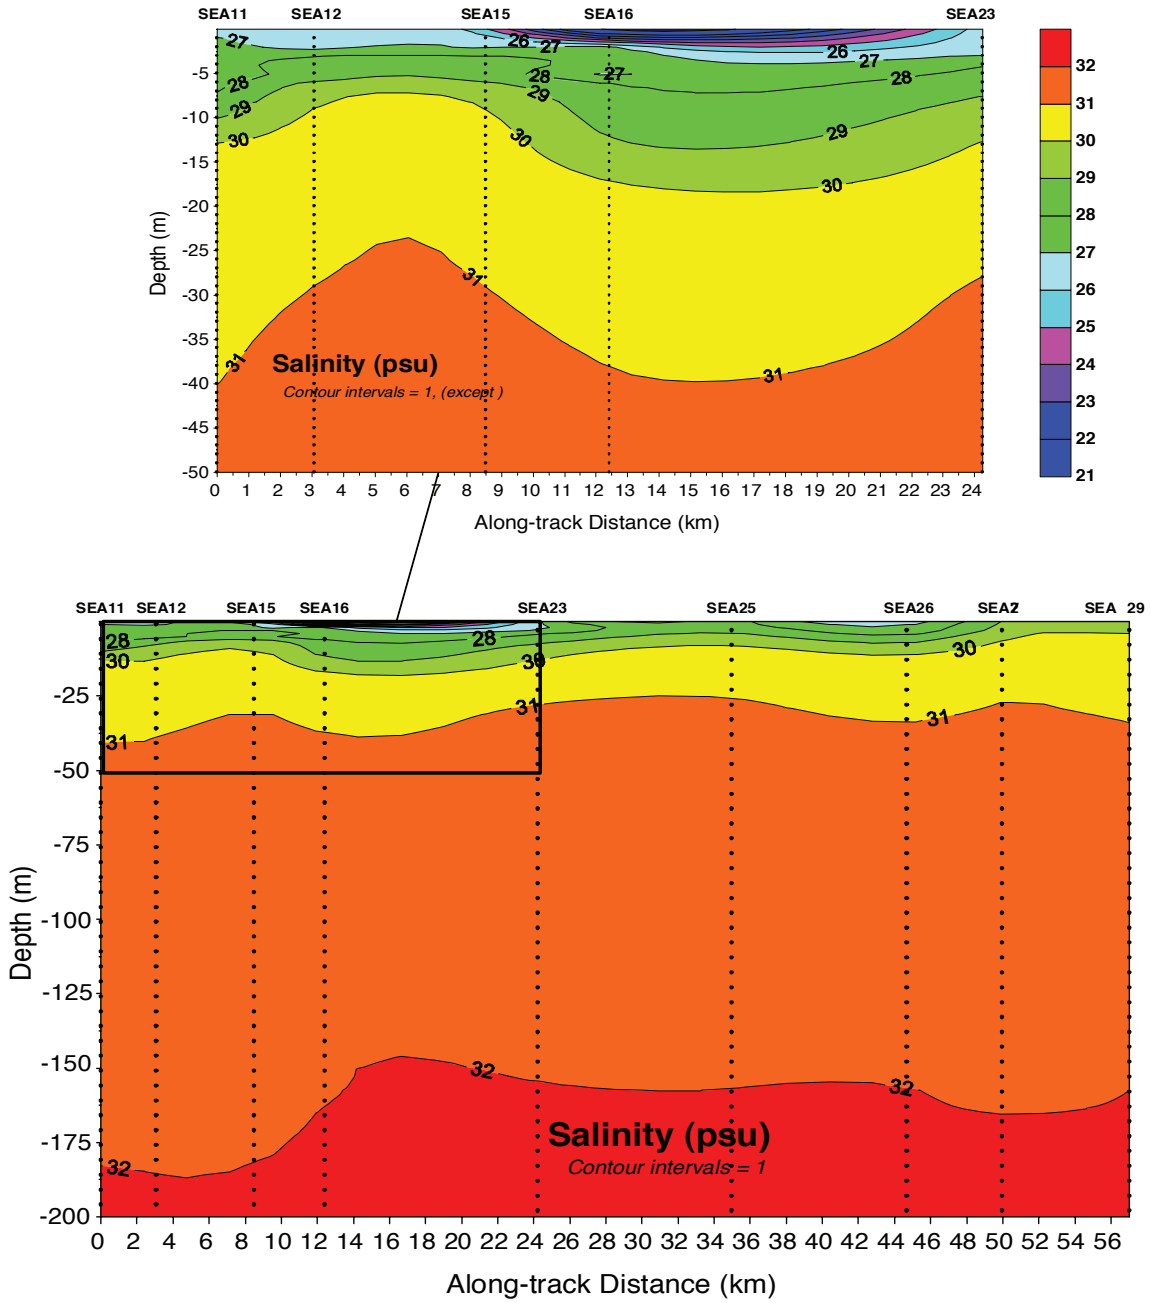 SEA11 SEA12 SEA15 SEA16 SEA23
27 26 27 26 27
28 28 27 28
29 29 29
30 30 30
31 31 31
-5
-10
-15
-20
-25
-30
-35
-40
-45
-50
Depth (m)
Salinity (psu)
Contour intervals = 1, (except )
0 1 2 3 4 5 6 7 8 9 10 11 12 13 14 15 16 17 18 19 20 21 22 23 24
Along-track Distance (km)
32
31
30
29
28
27
26
25
24
23
22
21
SEA11 SEA12 SEA15 SEA16 SEA23 SEA25 SEA26 SEA2 SEA 29
28 28
30 30 30
31 31 31
32 32 32
-25
-50
-75
-100
-125
-150
-175
-200
Depth (m)
Salinity (psu)
Contour intervals = 1
0 2 4 6 8 10 12 14 16 18 20 22 24 26 28 30 32 34 36 38 40 42 44 46 48 50 52 54 56
Along-track Distance (km)